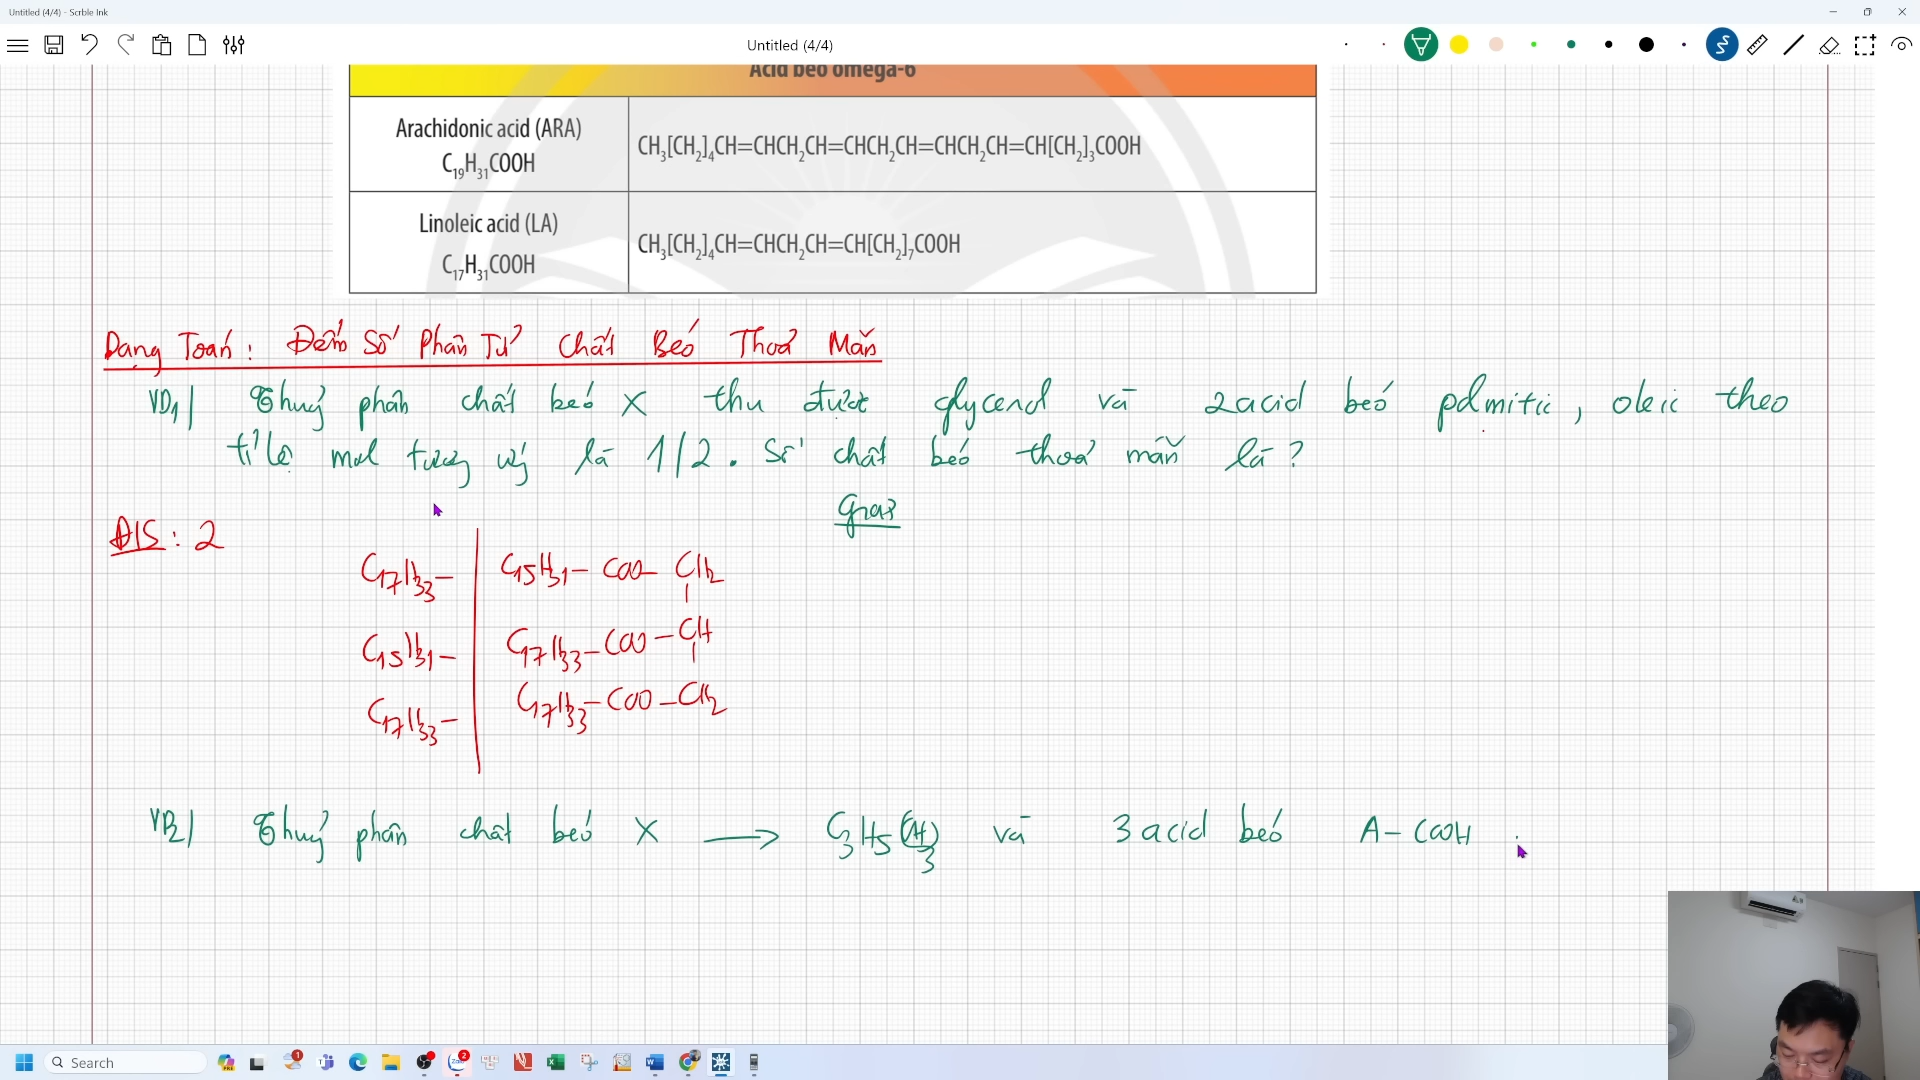 Untitled (4/4) - Scrble Ink
Untitled (4/4)
Acid béo omega-6
Arachidonic acid (ARA)
C₁₉H₃₁COOH
CH₃[CH₂]₄CH=CHCH₂CH=CHCH₂CH=CHCH₂CH=CH[CH₂]₃COOH
Linoleic acid (LA)
C₁₇H₃₁COOH
CH₃[CH₂]₄CH=CHCH₂CH=CH[CH₂]₇COOH
Dạng Toán: Đếm Số Phân Tử Chất Béo Thoả Mãn
VD1/ Thuỷ phân chất béo X thu được glycerol và 2 acid béo palmitic, oleic theo
tỉ lệ mol tương ứng là 1/2. Số chất béo thoả mãn là?
Giải
Đ/S: 2
C₁₇H₃₃– C₁₅H₃₁– COO– CH₂
C₁₅H₃₁– C₁₇H₃₃–COO –CH
C₁₇H₃₃– C₁₇H₃₃–COO –CH₂
VD2/ Thuỷ phân chất béo X ⟶ C₃H₅(OH)₃ và 3 acid béo A– COOH
Search